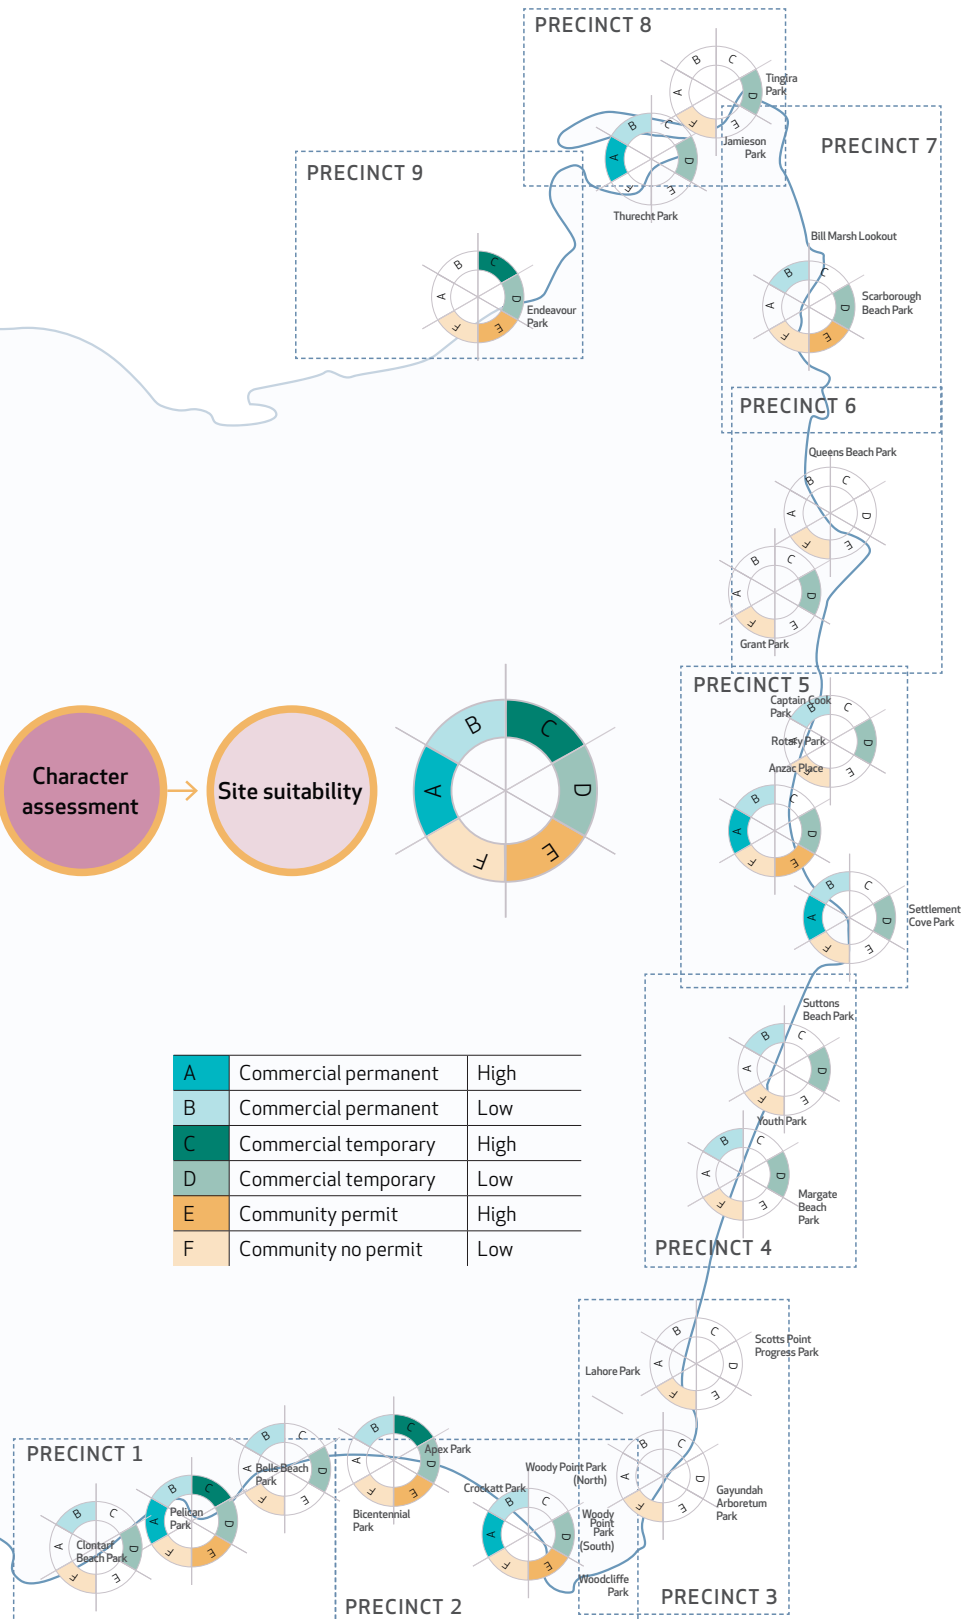 PRECINCT 8
B
C
A
D
F
E
Tingira
Park
Jamieson
Park
B
C
A
D
F
E
Thurecht Park
PRECINCT 7
PRECINCT 9
B
C
A
D
F
E
Endeavour
Park
Bill Marsh Lookout
B
C
A
D
F
E
Scarborough
Beach Park
PRECINCT 6
Queens Beach Park
B
C
A
D
F
E
B
C
A
D
F
E
Grant Park
PRECINCT 5
Captain Cook
Park
B
C
Rotary Park
A
D
Anzac Place
F
E
B
C
A
D
F
E
B
C
A
D
F
E
Settlement
Cove Park
Character
assessment
Site suitability
B
C
A
D
F
E
Suttons
Beach Park
B
C
A
D
F
E
Youth Park
B
C
A
D
F
E
Margate
Beach
Park
PRECINCT 4
A Commercial permanent High
B Commercial permanent Low
C Commercial temporary High
D Commercial temporary Low
E Community permit High
F Community no permit Low
B
C
A
D
F
E
Scotts Point
Progress Park
Lahore Park
B
C
A
D
F
E
Woody Point Park
(North)
Gayundah
Arboretum
Park
Woody
Point
Park
(South)
Woodcliffe
Park
PRECINCT 3
PRECINCT 1
B
C
A
D
F
E
Clontarf
Beach Park
B
C
A
D
F
E
Pelican
Park
B
C
A
D
F
E
Bells Beach
Park
B
C
A
D
F
E
Apex Park
Bicentennial
Park
Crockatt Park
B
C
A
D
F
E
PRECINCT 2